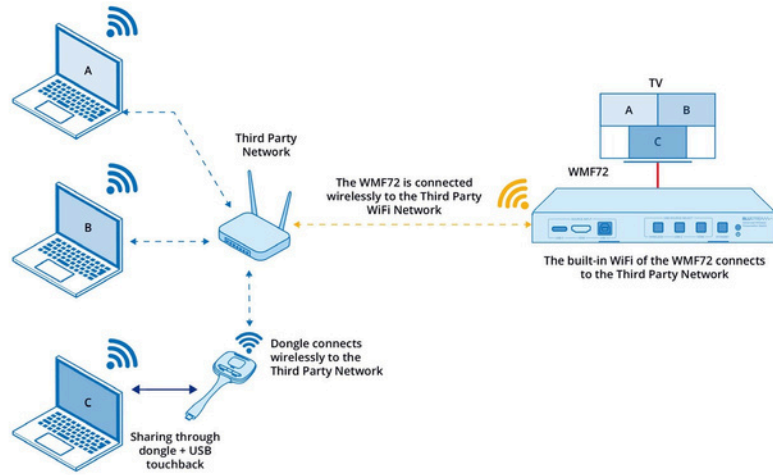 A
Third Party
Network
TV
A
B
C
WMF72
The WMF72 is connected
wirelessly to the Third Party
WiFi Network
B
The built-in WiFi of the WMF72 connects
to the Third Party Network
Dongle connects
wirelessly to the
Third Party Network
C
Sharing through
dongle + USB
touchback